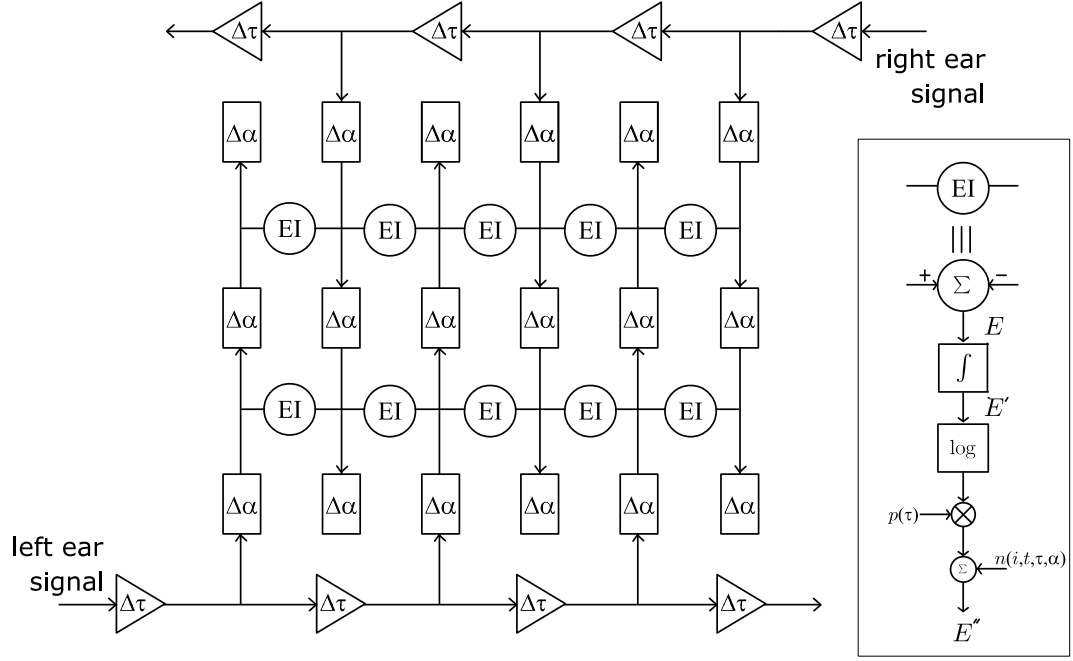 Δτ Δτ Δτ Δτ
right ear
signal
Δα Δα Δα Δα Δα Δα
EI EI EI EI EI
Δα Δα Δα Δα Δα Δα
EI EI EI EI EI
Δα Δα Δα Δα Δα Δα
left ear
signal
Δτ Δτ Δτ Δτ
EI
+ −
Σ
E
∫
E′
log
p(τ)
Σ
n(i,t,τ,α)
E″